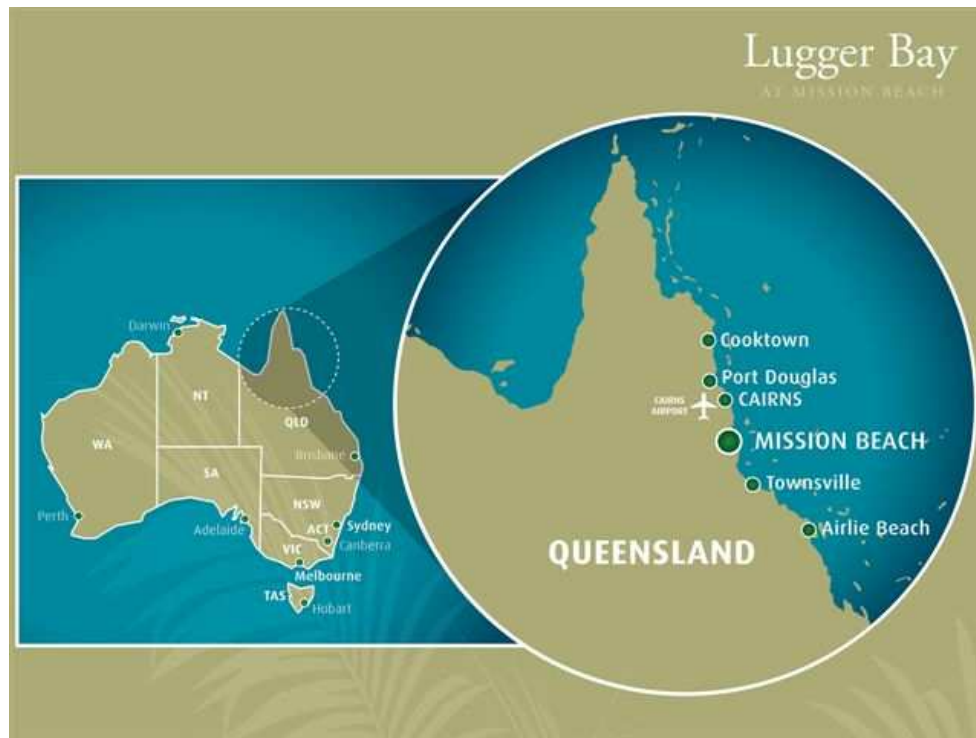 Lugger Bay
AT MISSION BEACH
Darwin
NT
WA
QLD
Brisbane
SA
NSW
Perth
Adelaide
ACT
Sydney
Canberra
VIC
Melbourne
TAS
Hobart
Cooktown
Port Douglas
CAIRNS
CAIRNS
AIRPORT
MISSION BEACH
Townsville
Airlie Beach
QUEENSLAND